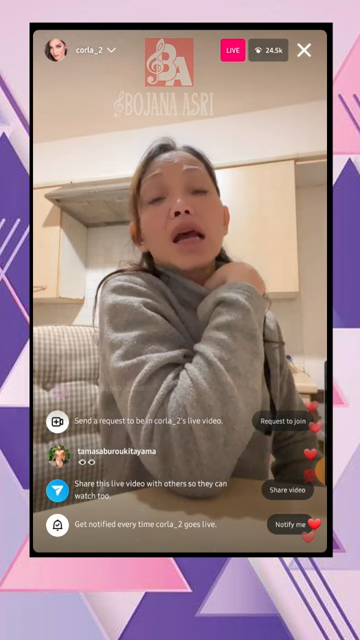 corla_2
LIVE
24.5k
BA
BOJANA ASRI
Send a request to be in corla_2's live video.
Request to join
tamasaburoukitayama
Share this live video with others so they can
watch too.
Share video
Get notified every time corla_2 goes live.
Notify me